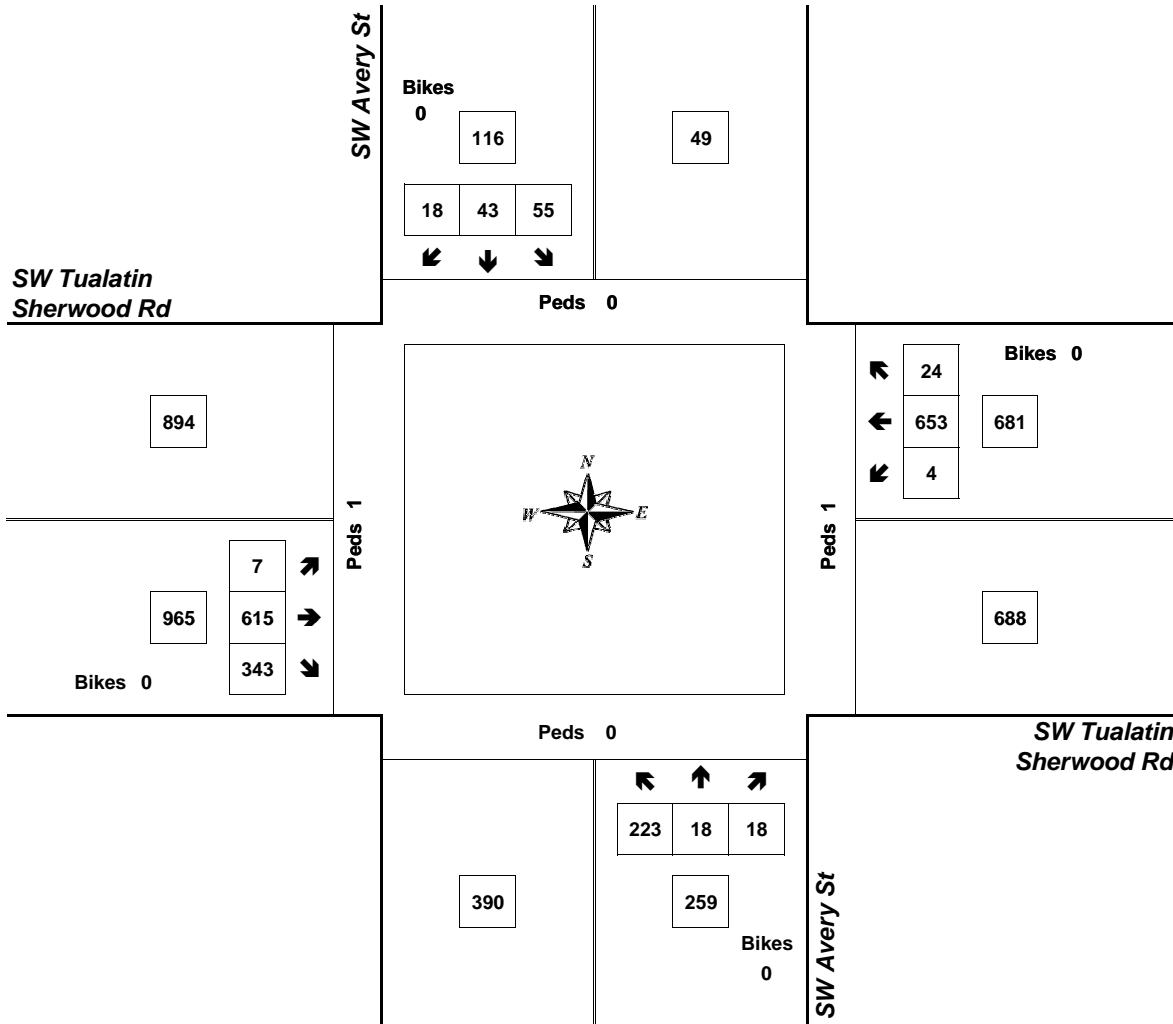 SW Avery St
Bikes
0
116
49
18 43 55
SW Tualatin
Sherwood Rd
Peds 0
24
Bikes 0
894
653
681
4
N
W E
S
Peds 1
Peds 1
7
965
615
688
343
Bikes 0
Peds 0
SW Tualatin
Sherwood Rd
223 18 18
390
259
Bikes
0
SW Avery St